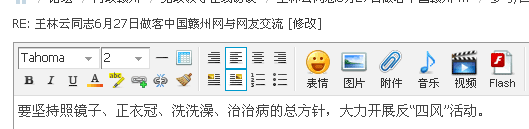 RE: 王林云同志6月27日做客中国赣州网与网友交流 [修改]
Tahoma 2
B I U A
表情 图片 附件 音乐 视频 Flash
要坚持照镜子、正衣冠、洗洗澡、治治病的总方针，大力开展反“四风”活动。